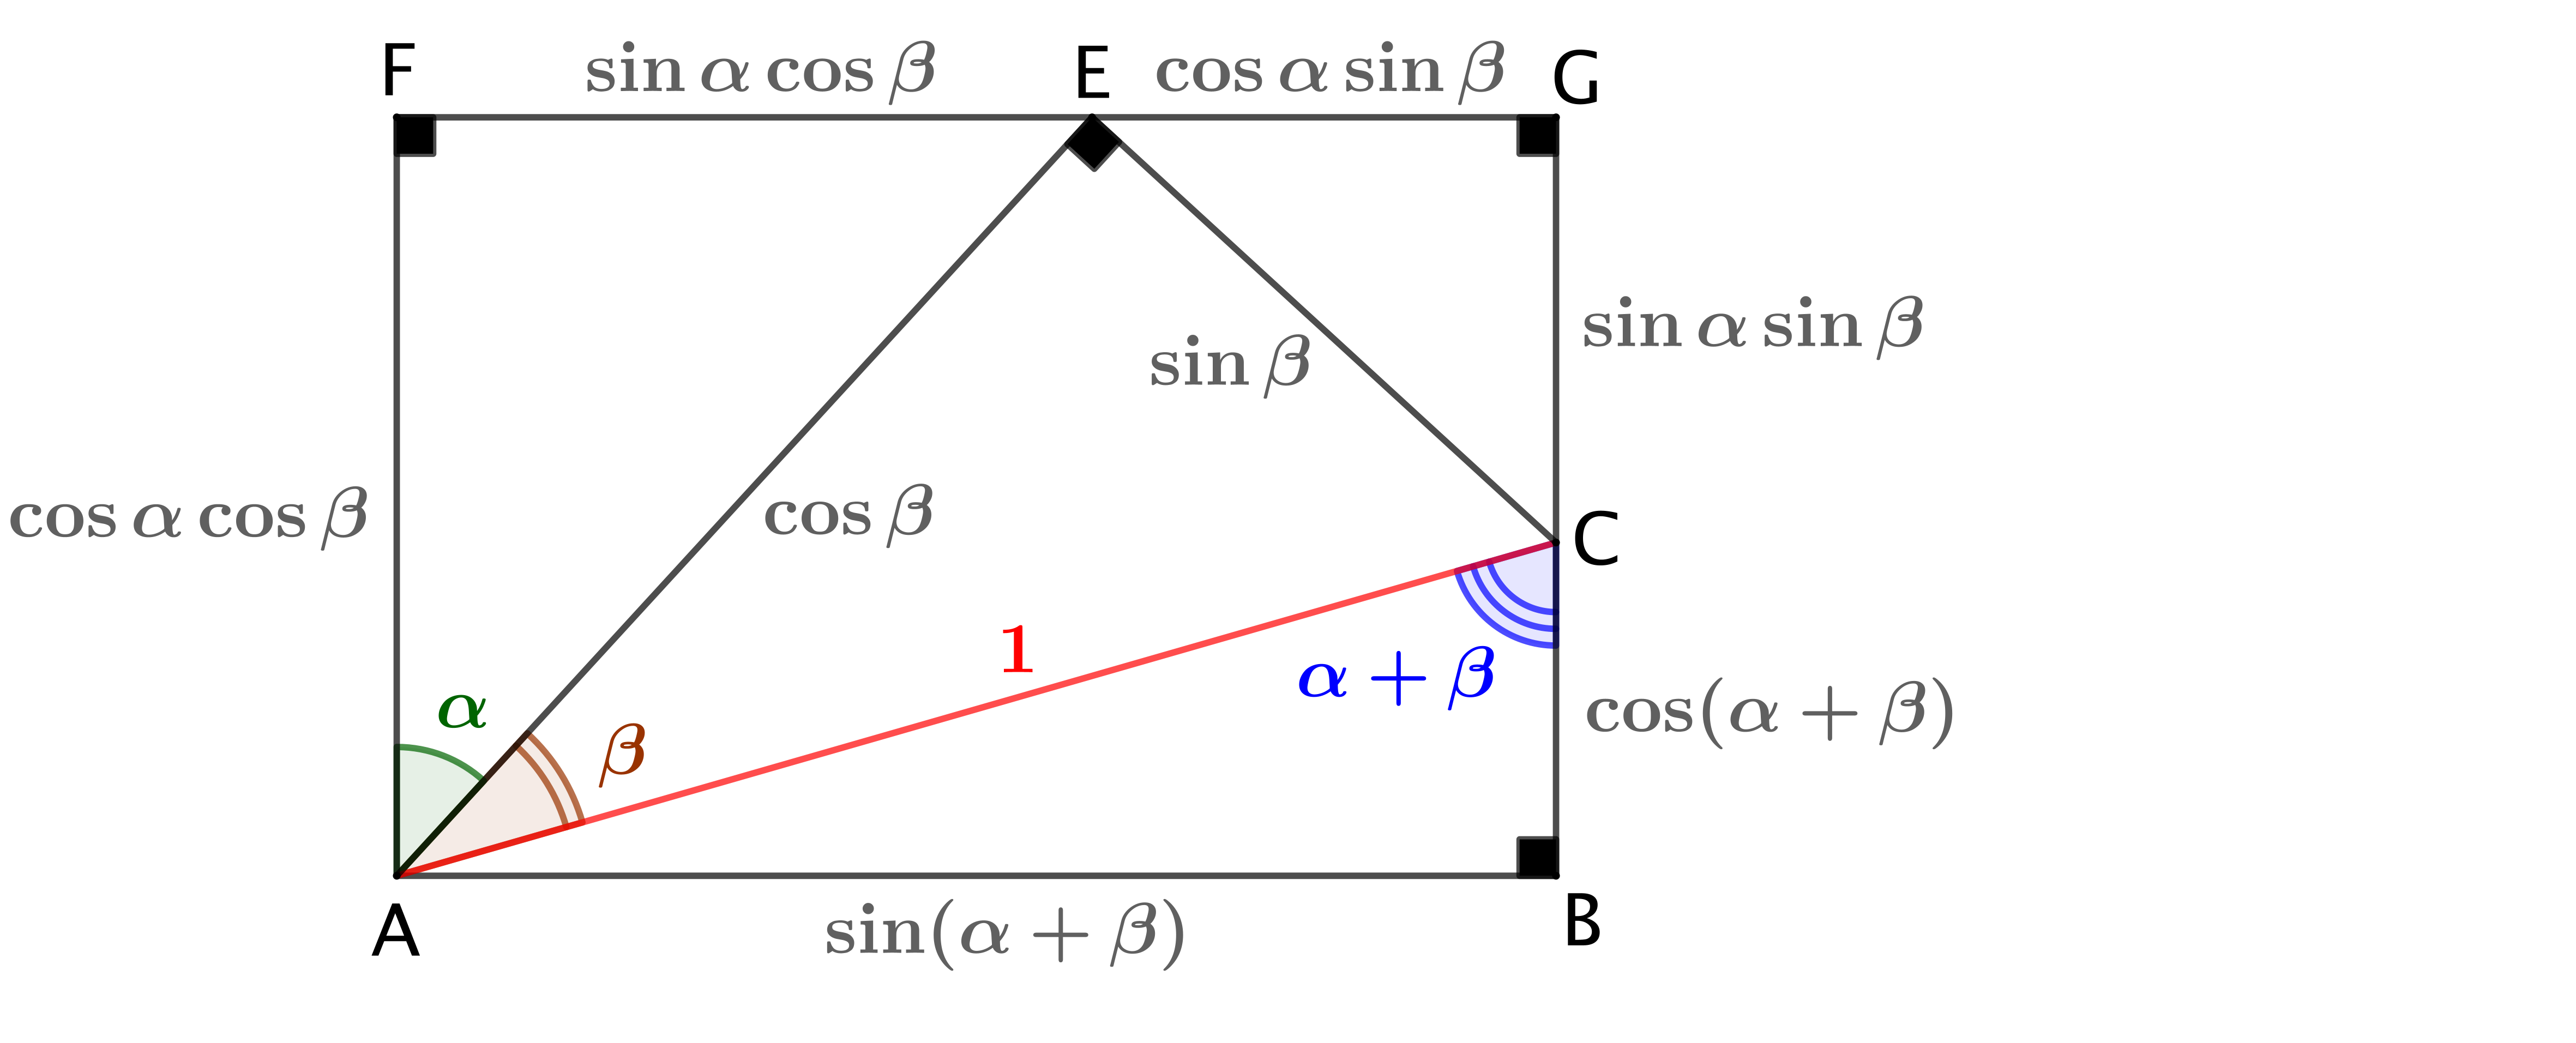 F
sin α cos β
E
cos α sin β
G
sin α sin β
sin β
cos α cos β
cos β
C
1
α + β
α
β
cos(α + β)
A
sin(α + β)
B